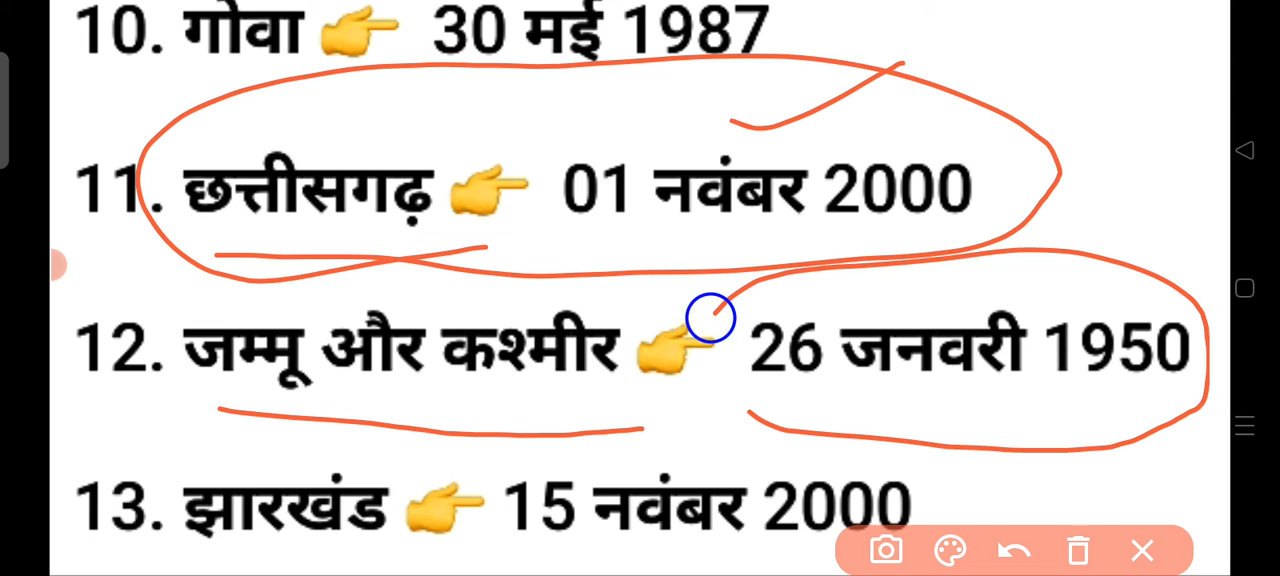 10. गोवा 👉 30 मई 1987
11. छत्तीसगढ़ 👉 01 नवंबर 2000
12. जम्मू और कश्मीर 👉 26 जनवरी 1950
13. झारखंड 👉 15 नवंबर 2000